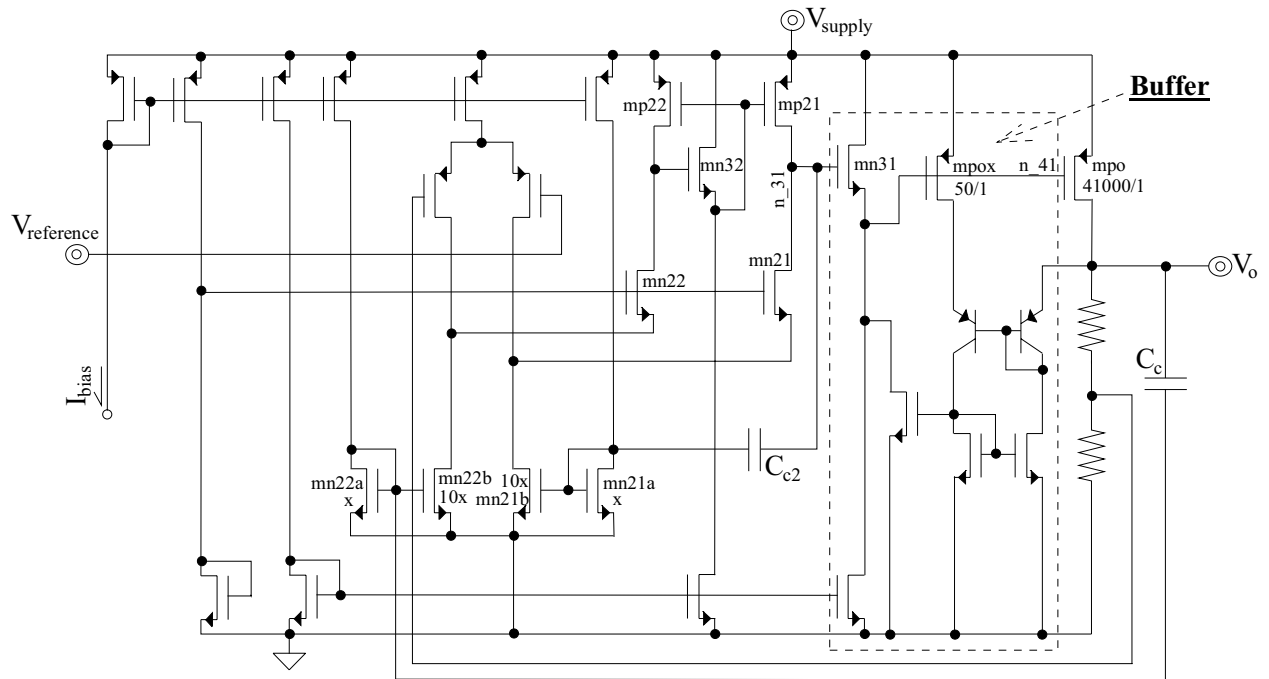 V_supply
Buffer
mp22
mp21
mn32
mn31
mpox
50/1
n_41
mpo
41000/1
n_31
V_reference
V_o
mn22
mn21
I_bias
C_c
C_c2
mn22a
x
mn22b
10x
10x
mn21b
mn21a
x